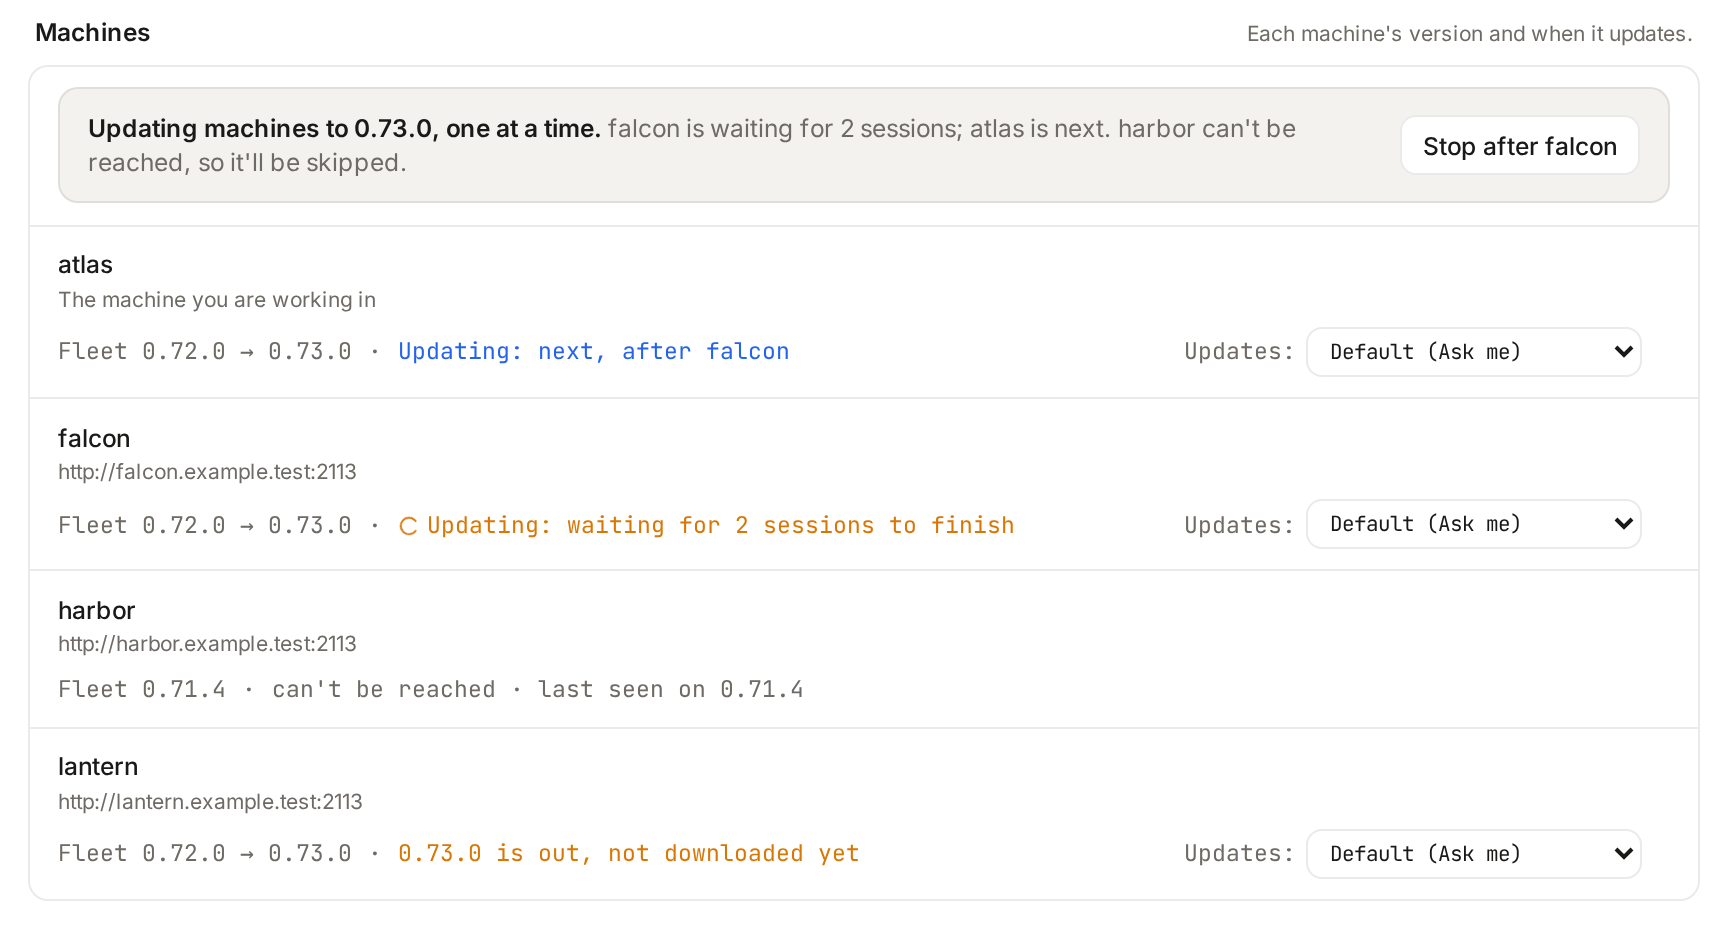 Machines
Each machine's version and when it updates.
Updating machines to 0.73.0, one at a time. falcon is waiting for 2 sessions; atlas is next. harbor can't be
reached, so it'll be skipped.
Stop after falcon
atlas
The machine you are working in
Fleet 0.72.0 → 0.73.0 · Updating: next, after falcon
Updates: Default (Ask me)
falcon
http://falcon.example.test:2113
Fleet 0.72.0 → 0.73.0 · Updating: waiting for 2 sessions to finish
Updates: Default (Ask me)
harbor
http://harbor.example.test:2113
Fleet 0.71.4 · can't be reached · last seen on 0.71.4
lantern
http://lantern.example.test:2113
Fleet 0.72.0 → 0.73.0 · 0.73.0 is out, not downloaded yet
Updates: Default (Ask me)